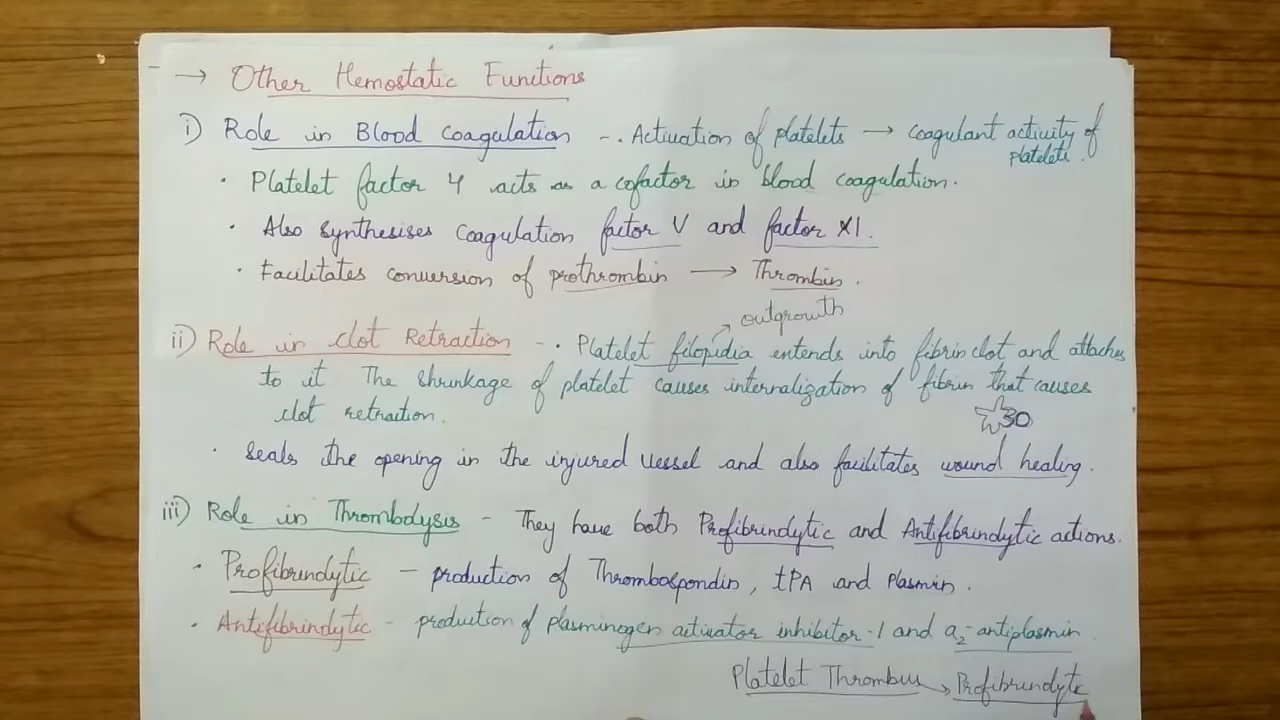 → Other Hemostatic Functions
i) Role in Blood coagulation -. Activation of platelets → coagulant activity of platelets.
· Platelet factor 4 acts as a cofactor in blood coagulation.
· Also synthesises coagulation factor V and factor XI.
· Facilitates conversion of prothrombin → Thrombin.
outgrowth
ii) Role in clot Retraction -. Platelet filopidia entends into fibrin clot and attaches
to it The shrinkage of platelet causes internalization of fibrin that causes
clot retraction.
30
· Seals the opening in the injured vessel and also facilitates wound healing.
iii) Role in Thrombolysis - They have both Profibrinolytic and Antifibrinolytic actions.
· Profibrinolytic – production of Thrombospondin, tPA and Plasmin.
· Antifibrinolytic - production of plasminogen activator inhibitor-1 and α2-antiplasmin
Platelet Thrombus → Profibrinolytic